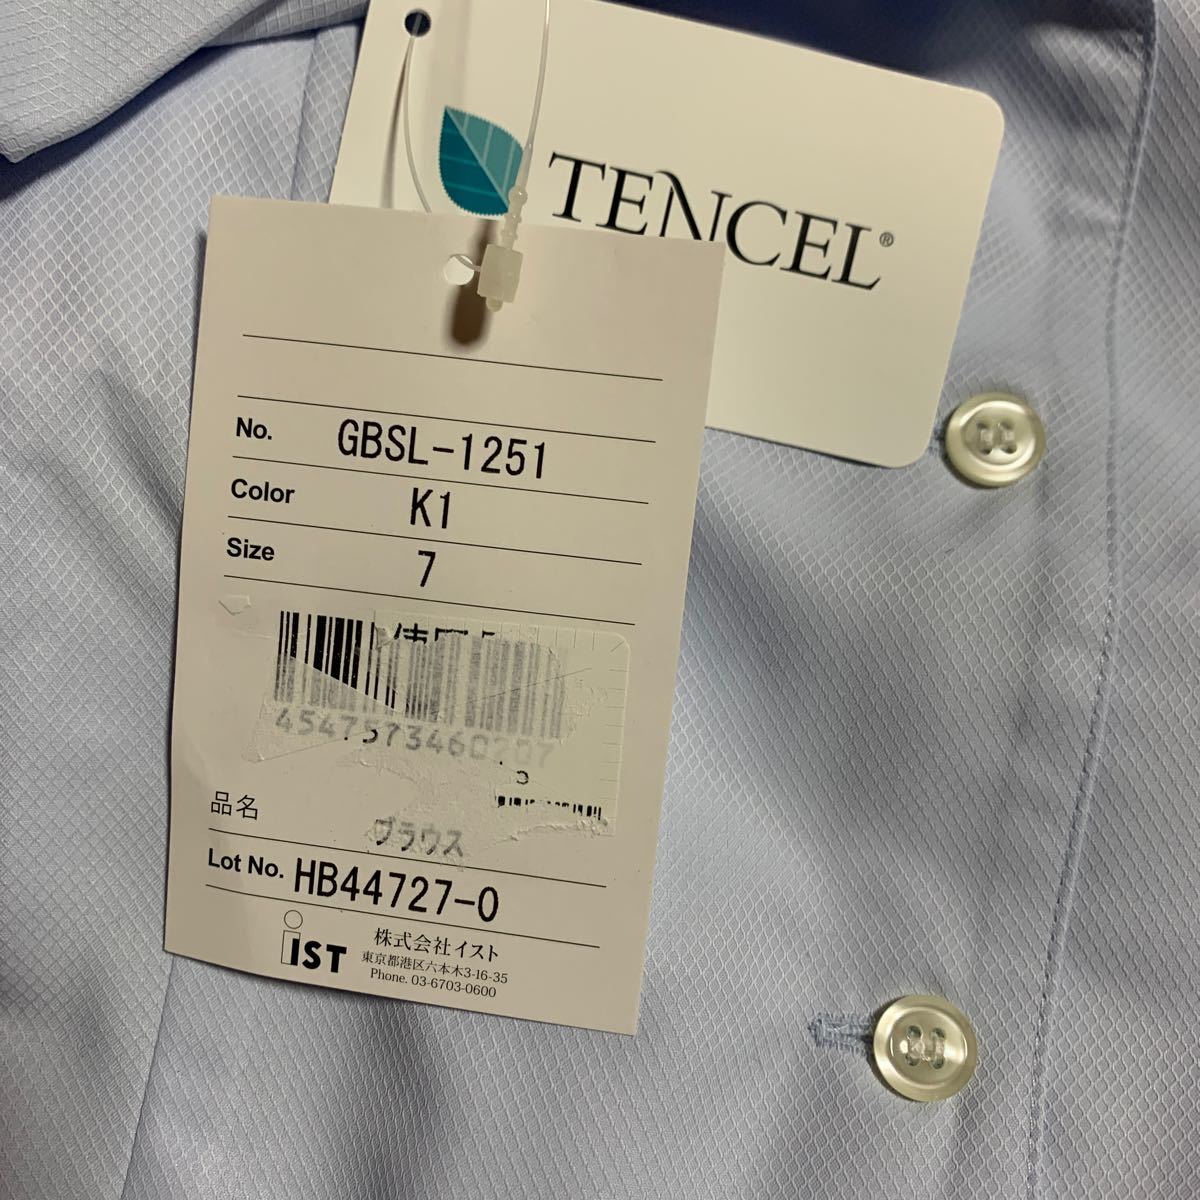 TENCEL®
No. GBSL-1251
Color K1
Size 7
4547573460207
品名 ブラウス
Lot No. HB44727-0
iST 株式会社イスト
東京都港区六本木3-16-35
Phone. 03-6703-0600